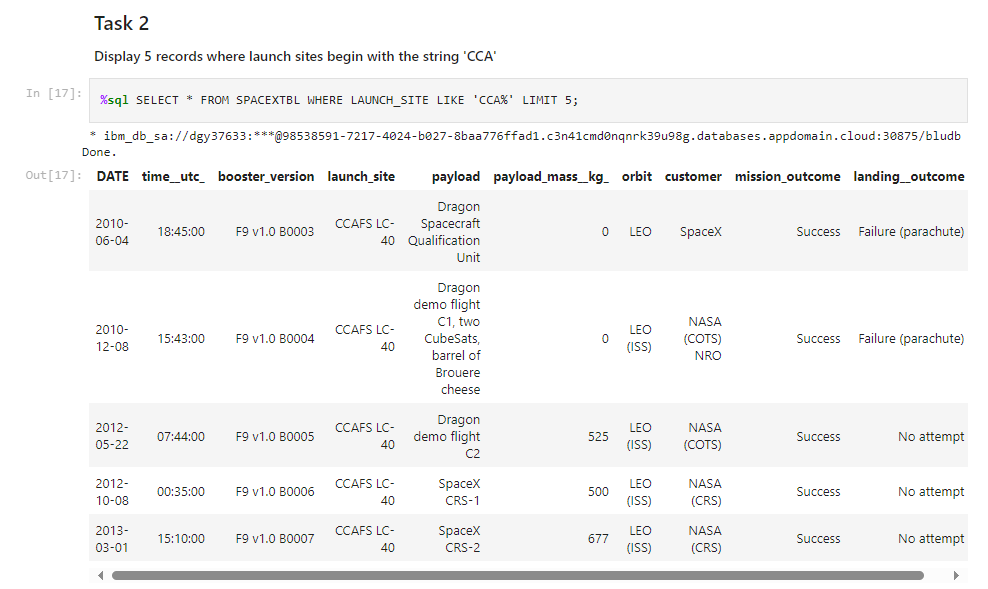 Task 2
Display 5 records where launch sites begin with the string 'CCA'
In [17]: %sql SELECT * FROM SPACEXTBL WHERE LAUNCH_SITE LIKE 'CCA%' LIMIT 5;
* ibm_db_sa://dgy37633:***@98538591-7217-4024-b027-8baa776ffad1.c3n41cmd0nqnrk39u98g.databases.appdomain.cloud:30875/bludb
Done.
Out[17]: DATE time__utc_ booster_version launch_site payload payload_mass__kg_ orbit customer mission_outcome landing__outcome
2010-06-04 18:45:00 F9 v1.0 B0003 CCAFS LC-40 Dragon Spacecraft Qualification Unit 0 LEO SpaceX Success Failure (parachute)
2010-12-08 15:43:00 F9 v1.0 B0004 CCAFS LC-40 Dragon demo flight C1, two CubeSats, barrel of Brouere cheese 0 LEO (ISS) NASA (COTS) NRO Success Failure (parachute)
2012-05-22 07:44:00 F9 v1.0 B0005 CCAFS LC-40 Dragon demo flight C2 525 LEO (ISS) NASA (COTS) Success No attempt
2012-10-08 00:35:00 F9 v1.0 B0006 CCAFS LC-40 SpaceX CRS-1 500 LEO (ISS) NASA (CRS) Success No attempt
2013-03-01 15:10:00 F9 v1.0 B0007 CCAFS LC-40 SpaceX CRS-2 677 LEO (ISS) NASA (CRS) Success No attempt